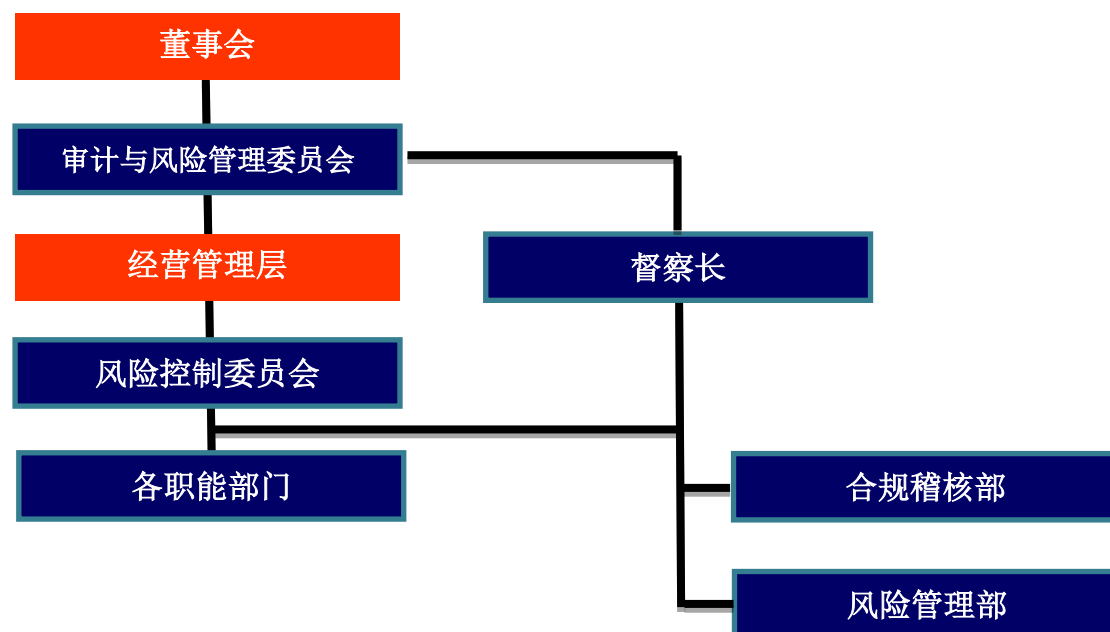 董事会
审计与风险管理委员会
经营管理层
督察长
风险控制委员会
各职能部门
合规稽核部
风险管理部